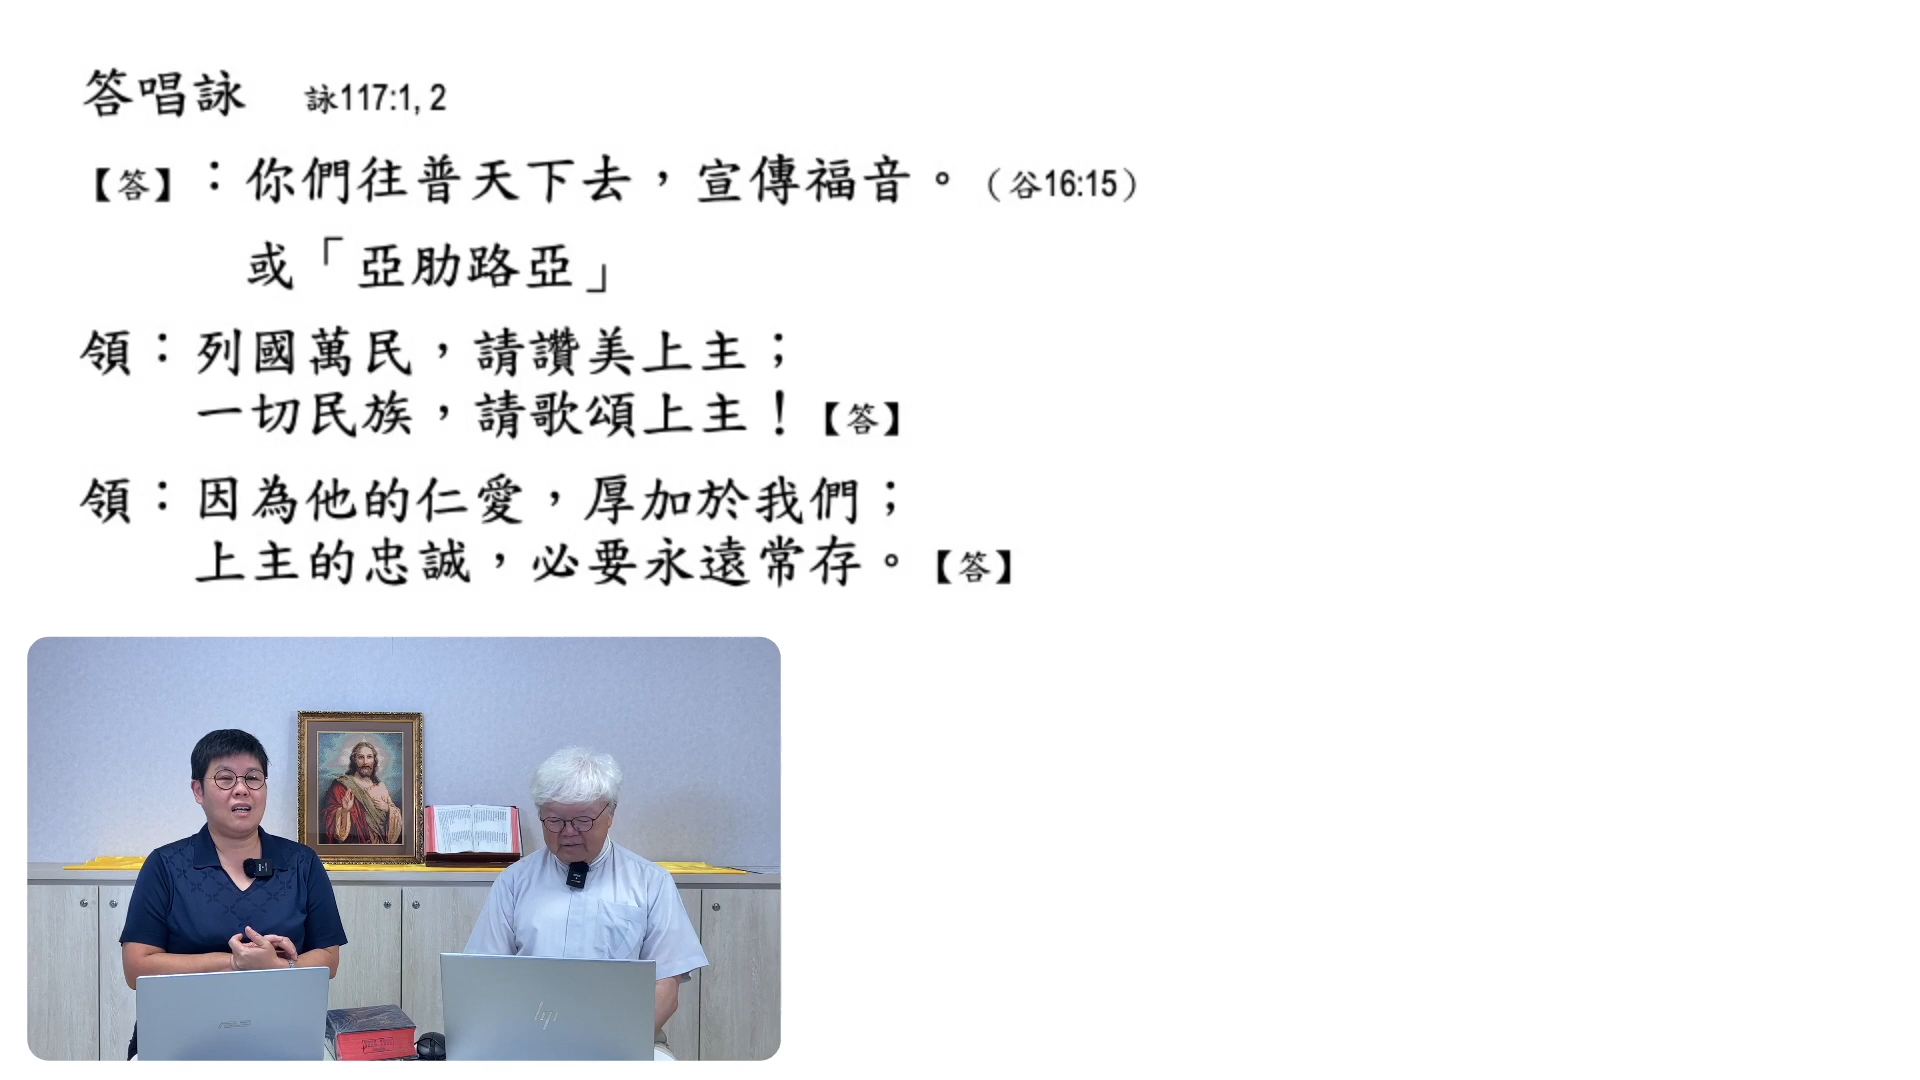 答唱詠 詠117:1, 2
【答】:你們往普天下去,宣傳福音。(谷16:15)
或「亞肋路亞」
領:列國萬民,請讚美上主;
一切民族,請歌頌上主!【答】
領:因為他的仁愛,厚加於我們;
上主的忠誠,必要永遠常存。【答】
ASUS
hp